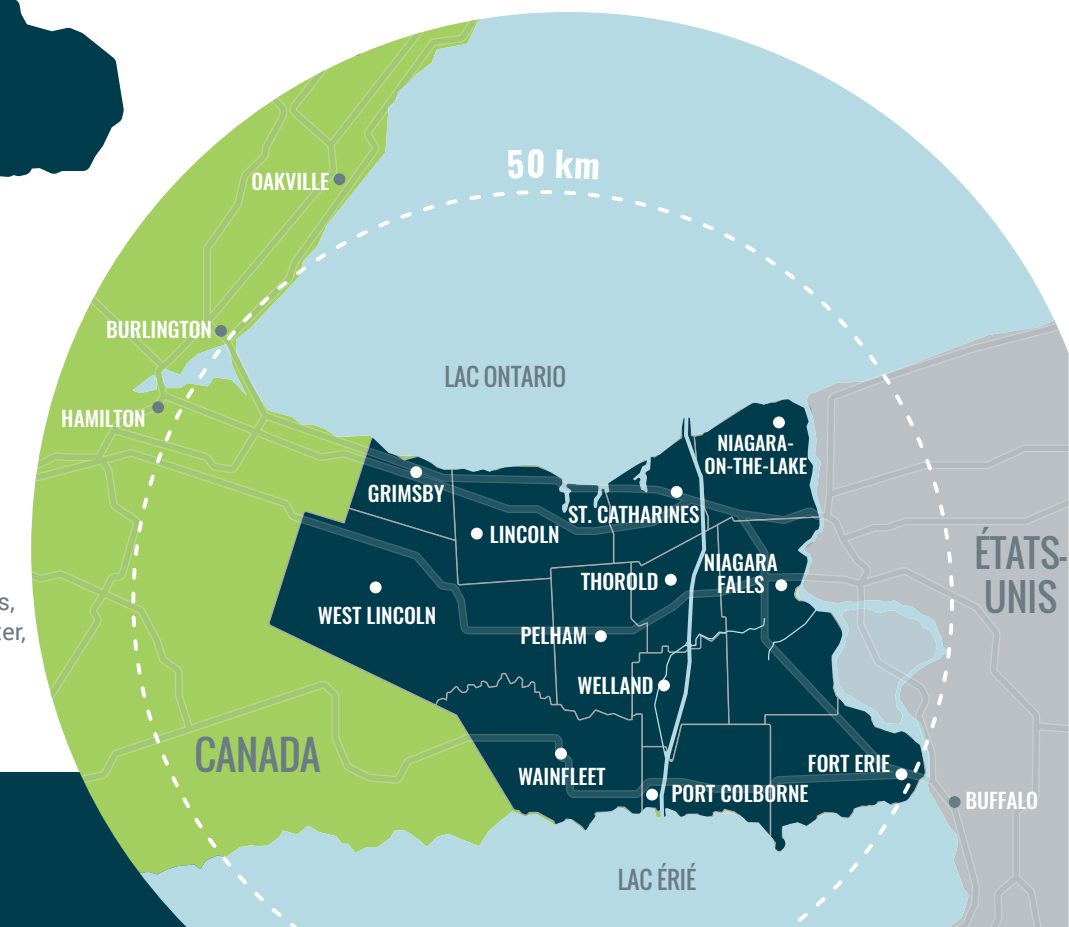 50 km
OAKVILLE
BURLINGTON
LAC ONTARIO
HAMILTON
NIAGARA-
ON-THE-LAKE
GRIMSBY
ST. CATHARINES
LINCOLN
ÉTATS-
UNIS
NIAGARA
FALLS
THOROLD
WEST LINCOLN
PELHAM
WELLAND
CANADA
FORT ERIE
WAINFLEET
PORT COLBORNE
BUFFALO
LAC ÉRIÉ